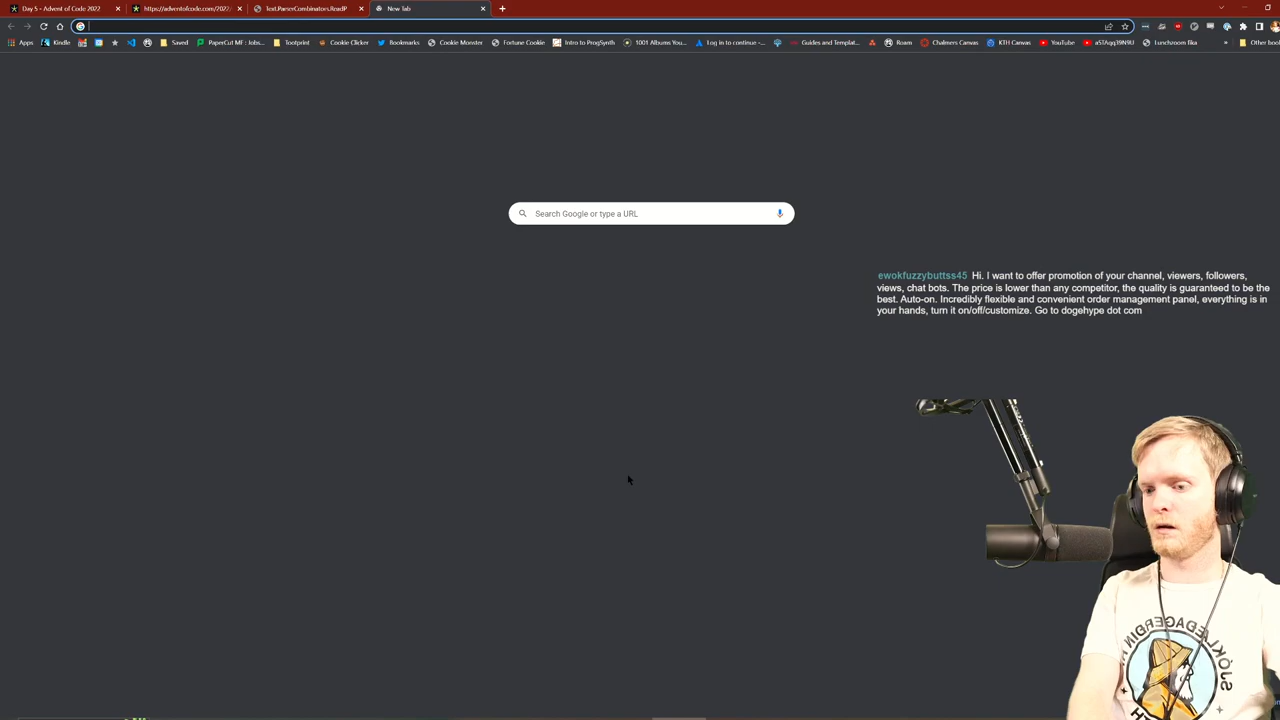 Day 5 - Advent of Code 2022
https://adventofcode.com/2022/
Text.ParserCombinators.ReadP
New Tab
Apps
Kindle
Saved
PaperCut MF : Jobs...
Tootprint
Cookie Clicker
Bookmarks
Cookie Monster
Fortune Cookie
Intro to ProgSynth
1001 Albums You...
Log in to continue -...
Guides and Templat...
Roam
Chalmers Canvas
KTH Canvas
YouTube
Lunchroom fika
Other boo
Search Google or type a URL
ewokfuzzybuttss45 Hi. I want to offer promotion of your channel, viewers, followers,
views, chat bots. The price is lower than any competitor, the quality is guaranteed to be the
best. Auto-on. Incredibly flexible and convenient order management panel, everything is in
your hands, turn it on/off/customize. Go to dogehype dot com